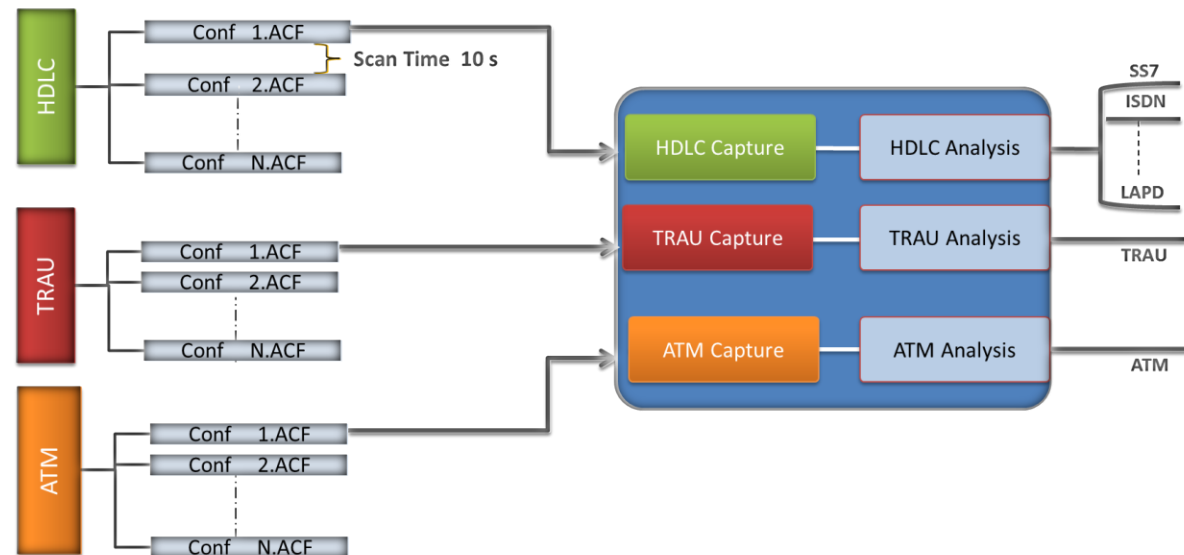 HDLC
Conf 1.ACF
Scan Time 10 s
Conf 2.ACF
Conf N.ACF
TRAU
Conf 1.ACF
Conf 2.ACF
Conf N.ACF
ATM
Conf 1.ACF
Conf 2.ACF
Conf N.ACF
HDLC Capture
HDLC Analysis
TRAU Capture
TRAU Analysis
ATM Capture
ATM Analysis
SS7
ISDN
LAPD
TRAU
ATM